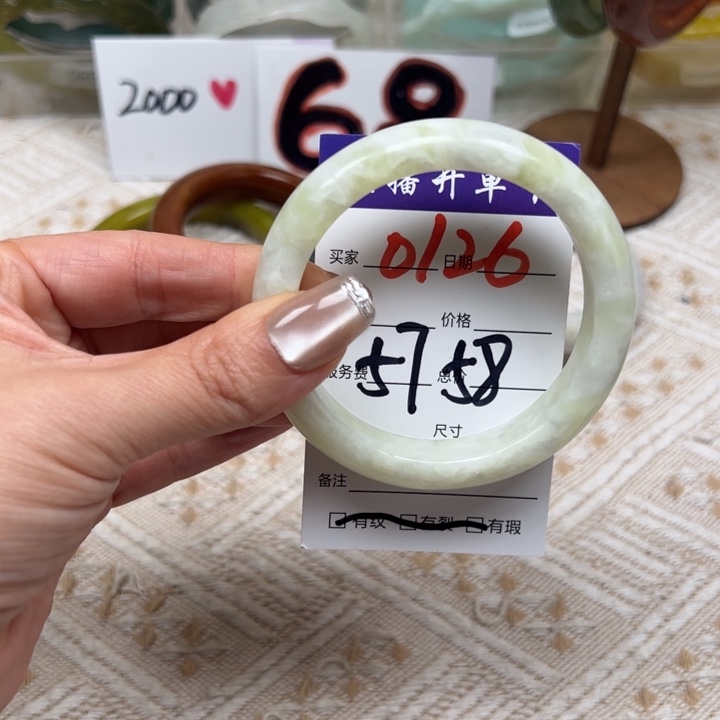 2000
68
播开单
买家 日期
0126
价格
服务费 总价
57 58
尺寸
备注
有纹 有裂 有瑕